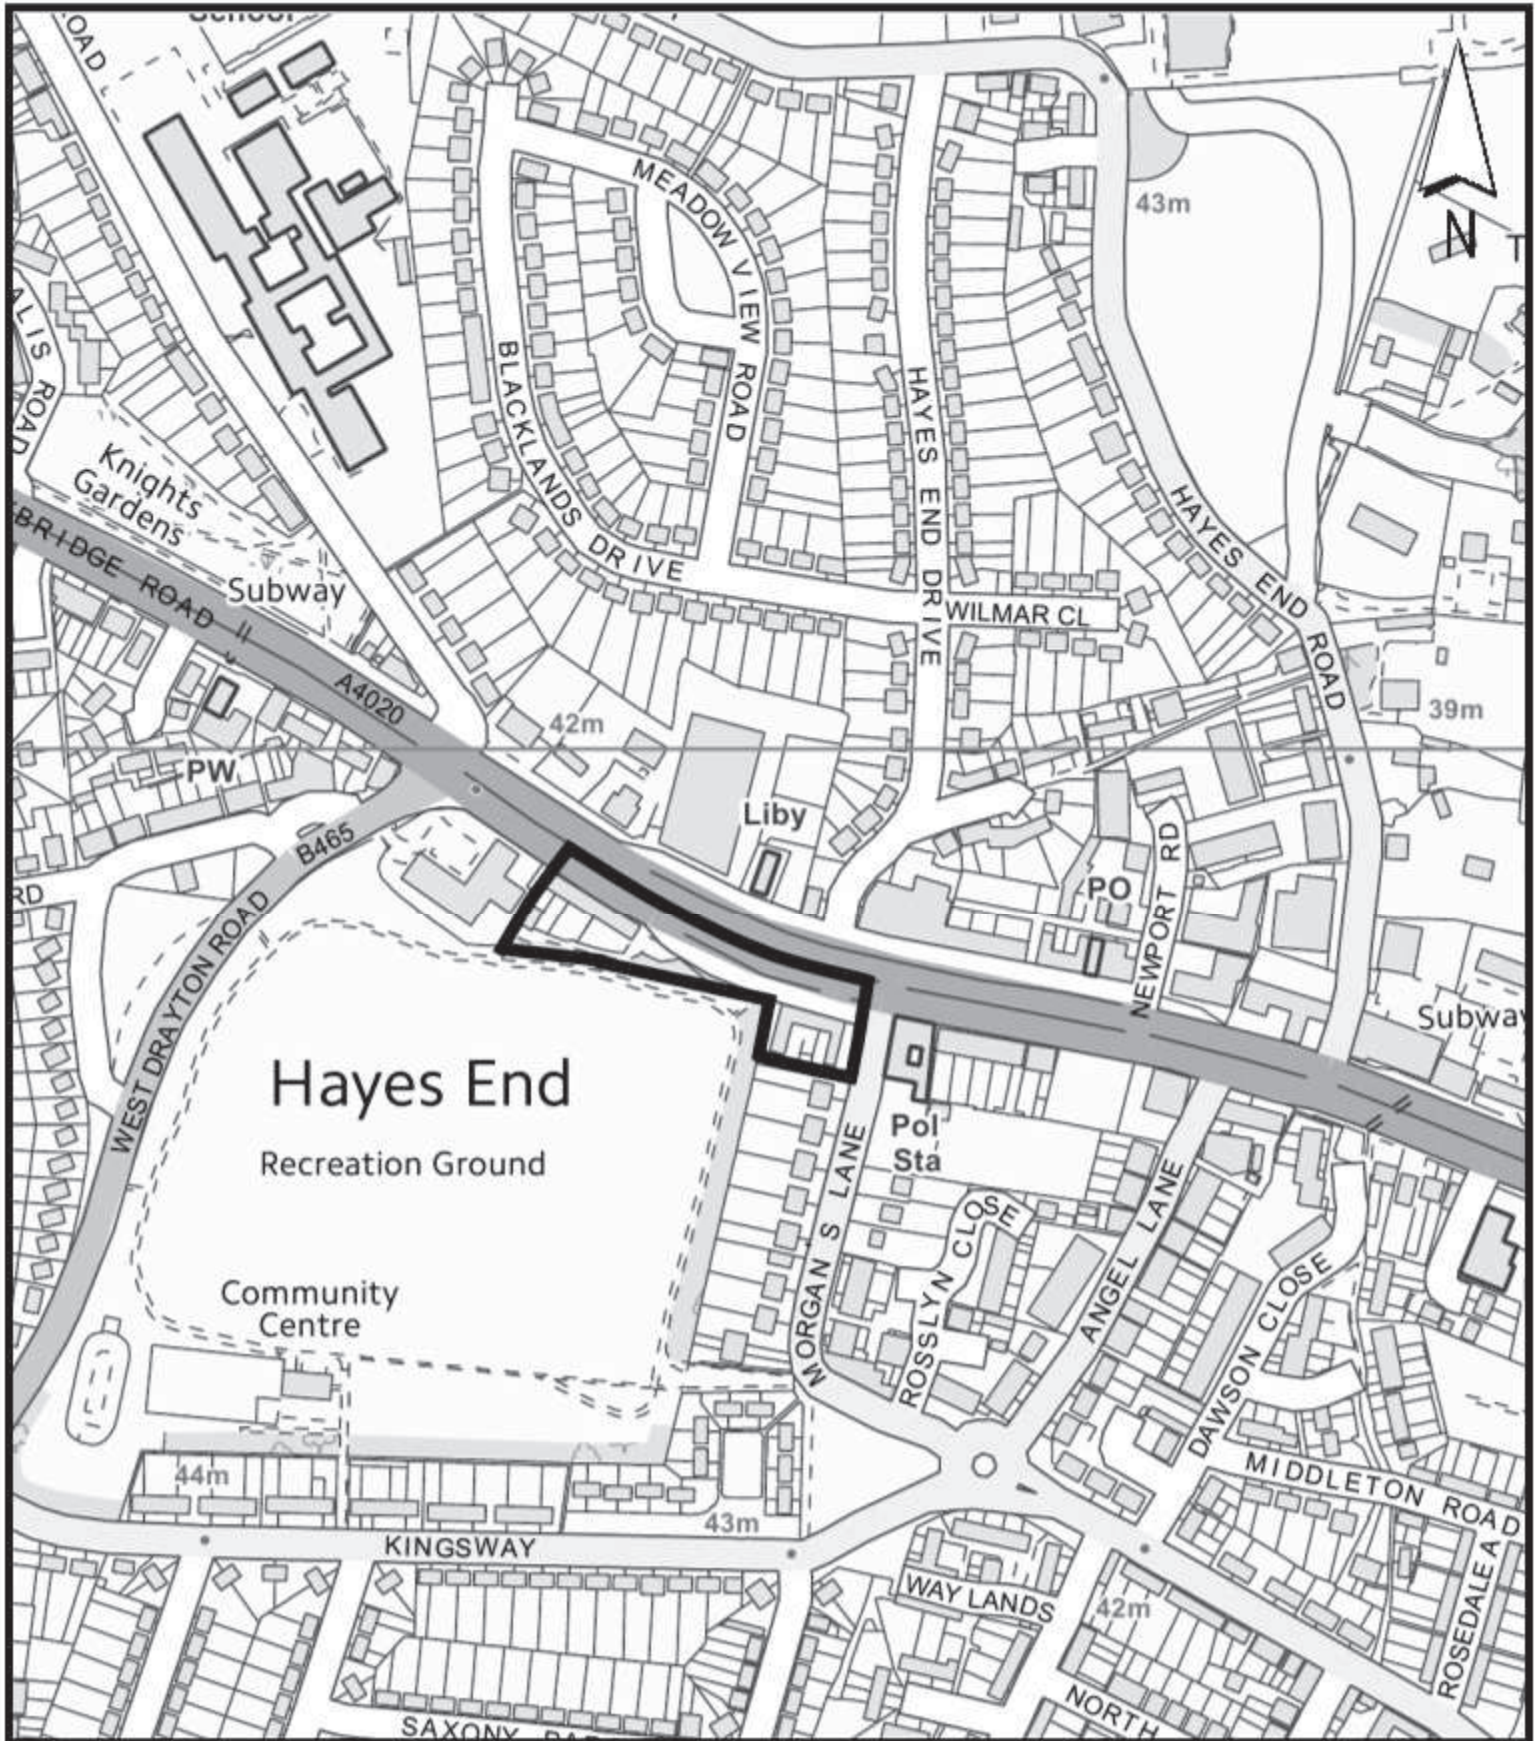 OAD
ALIS ROAD
Knights
Gardens
Subway
BRIDGE ROAD
A4020
MEADOW VIEW ROAD
BLACKLANDS DRIVE
HAYES END DRIVE
WILMAR CL
43m
N
HAYES END ROAD
39m
42m
PW
Liby
B465
PO
NEWPORT RD
RD
WEST DRAYTON ROAD
Subway
Hayes End
Recreation Ground
Pol
Sta
MORGAN S LANE
ROSSLYN CLOSE
ANGEL LANE
DAWSON CLOSE
Community
Centre
44m
43m
KINGSWAY
MIDDLETON ROAD
WAY LANDS
42m
ROSEDALE A
NORTH
SAXONY